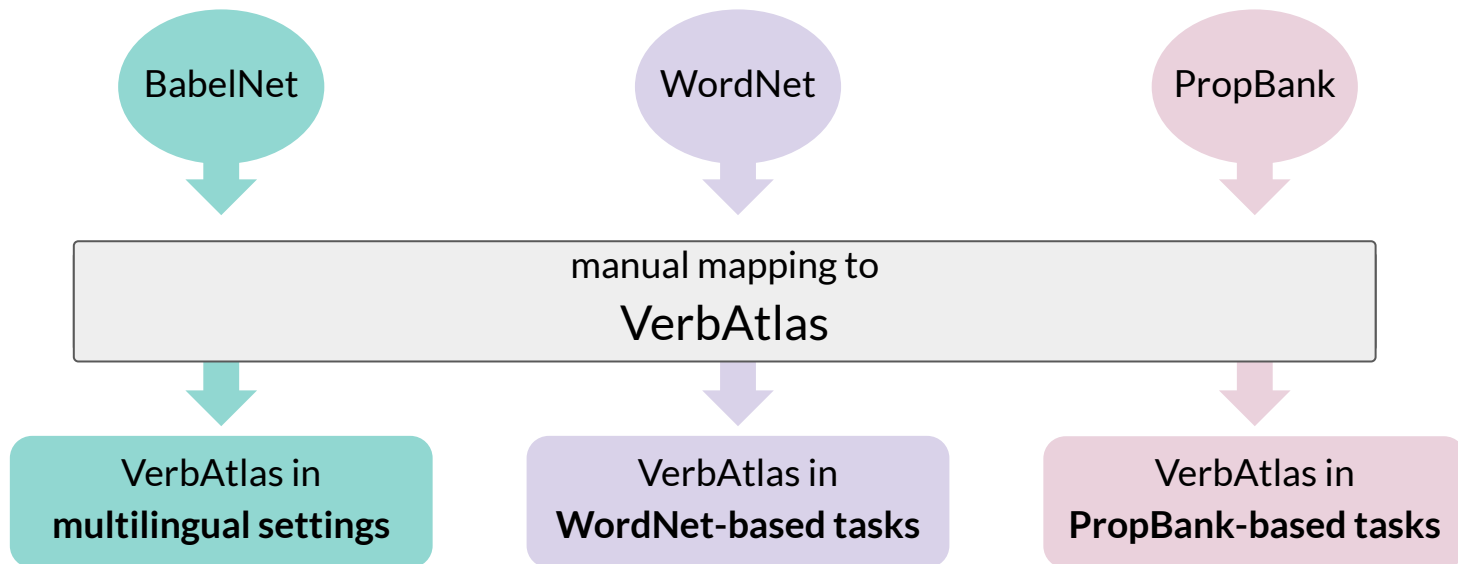 BabelNet
WordNet
PropBank
manual mapping to
VerbAtlas
VerbAtlas in
multilingual settings
VerbAtlas in
WordNet-based tasks
VerbAtlas in
PropBank-based tasks